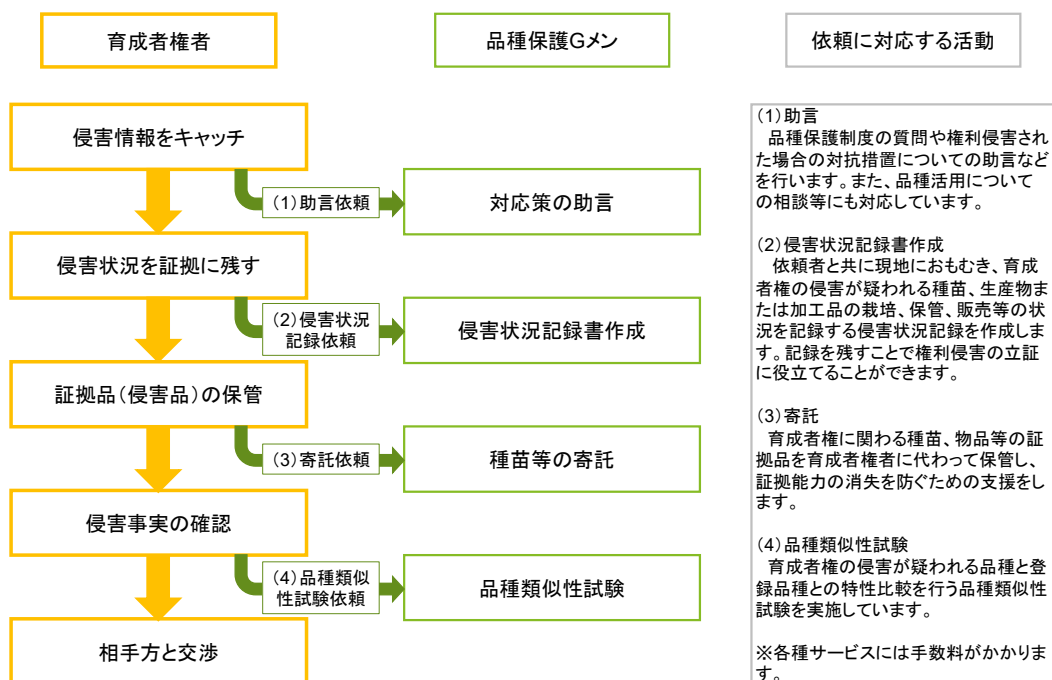 育成者権者
品種保護Gメン
依頼に対応する活動
侵害情報をキャッチ
(1)助言依頼
対応策の助言
侵害状況を証拠に残す
(2)侵害状況
記録依頼
侵害状況記録書作成
証拠品(侵害品)の保管
(3)寄託依頼
種苗等の寄託
侵害事実の確認
(4)品種類似
性試験依頼
品種類似性試験
相手方と交渉
(1)助言
品種保護制度の質問や権利侵害され
た場合の対抗措置についての助言など
を行います。また、品種活用について
の相談等にも対応しています。
(2)侵害状況記録書作成
依頼者と共に現地におもむき、育成
者権の侵害が疑われる種苗、生産物ま
たは加工品の栽培、保管、販売等の状
況を記録する侵害状況記録を作成しま
す。記録を残すことで権利侵害の立証
に役立てることができます。
(3)寄託
育成者権に関わる種苗、物品等の証
拠品を育成者権者に代わって保管し、
証拠能力の消失を防ぐための支援をし
ます。
(4)品種類似性試験
育成者権の侵害が疑われる品種と登
録品種との特性比較を行う品種類似性
試験を実施しています。
※各種サービスには手数料がかかりま
す。